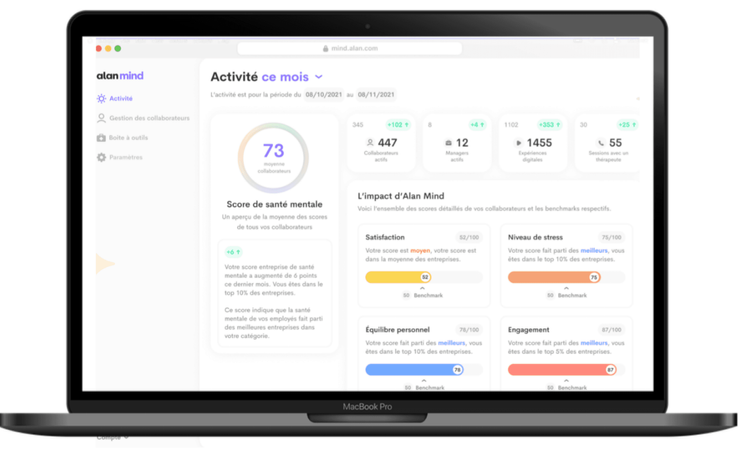 mind.alan.com
alan mind
Activité
Gestion des collaborateurs
Boîte à outils
Paramètres
Activité ce mois
L'activité est pour la période du 08/10/2021 au 08/11/2021
73
moyenne
collaborateurs
Score de santé mentale
Un aperçu de la moyenne des scores
de tous vos collaborateurs
+6 ↑
Votre score entreprise de santé
mentale a augmenté de 6 points
ce dernier mois. Vous êtes dans le
top 10% des entreprises.
Ce score indique que la santé
mentale de vos employés fait parti
des meilleures entreprises dans
votre catégorie.
345 +102 ↑
447
Collaborateurs
actifs
8 +4 ↑
12
Managers
actifs
1102 +353 ↑
1455
Expériences
digitales
30 +25 ↑
55
Sessions avec un
thérapeute
L'impact d'Alan Mind
Voici l'ensemble des scores détaillés de vos collaborateurs et les benchmarks respectifs.
Satisfaction 52/100
Votre score est moyen, votre score est
dans la moyenne des entreprises.
52
50 Benchmark
Niveau de stress 75/100
Votre score fait parti des meilleurs, vous
êtes dans le top 10% des entreprises.
75
50 Benchmark
Équilibre personnel 78/100
Votre score fait parti des meilleurs, vous
êtes dans le top 10% des entreprises.
78
50 Benchmark
Engagement 87/100
Votre score fait parti des meilleurs, vous
êtes dans le top 5% des entreprises.
87
50 Benchmark
MacBook Pro
Compte